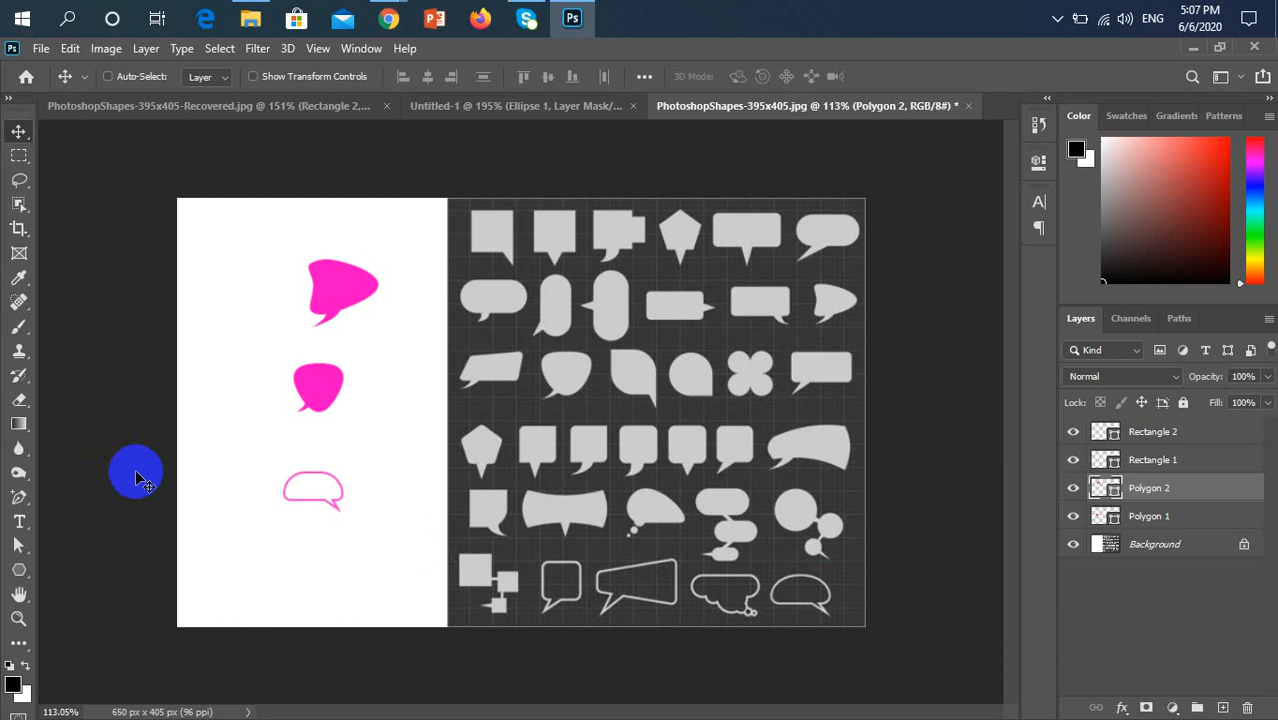 5:07 PM
ENG
6/6/2020
File Edit Image Layer Type Select Filter 3D View Window Help
Auto-Select: Layer Show Transform Controls 3D Mode:
PhotoshopShapes-395x405-Recovered.jpg @ 151% (Rectangle 2,... Untitled-1 @ 195% (Ellipse 1, Layer Mask/... PhotoshopShapes-395x405.jpg @ 113% (Polygon 2, RGB/8#) *
Color Swatches Gradients Patterns
Layers Channels Paths
Kind
Normal Opacity: 100%
Lock: Fill: 100%
Rectangle 2
Rectangle 1
Polygon 2
Polygon 1
Background
113.05% 650 px x 405 px (96 ppi)